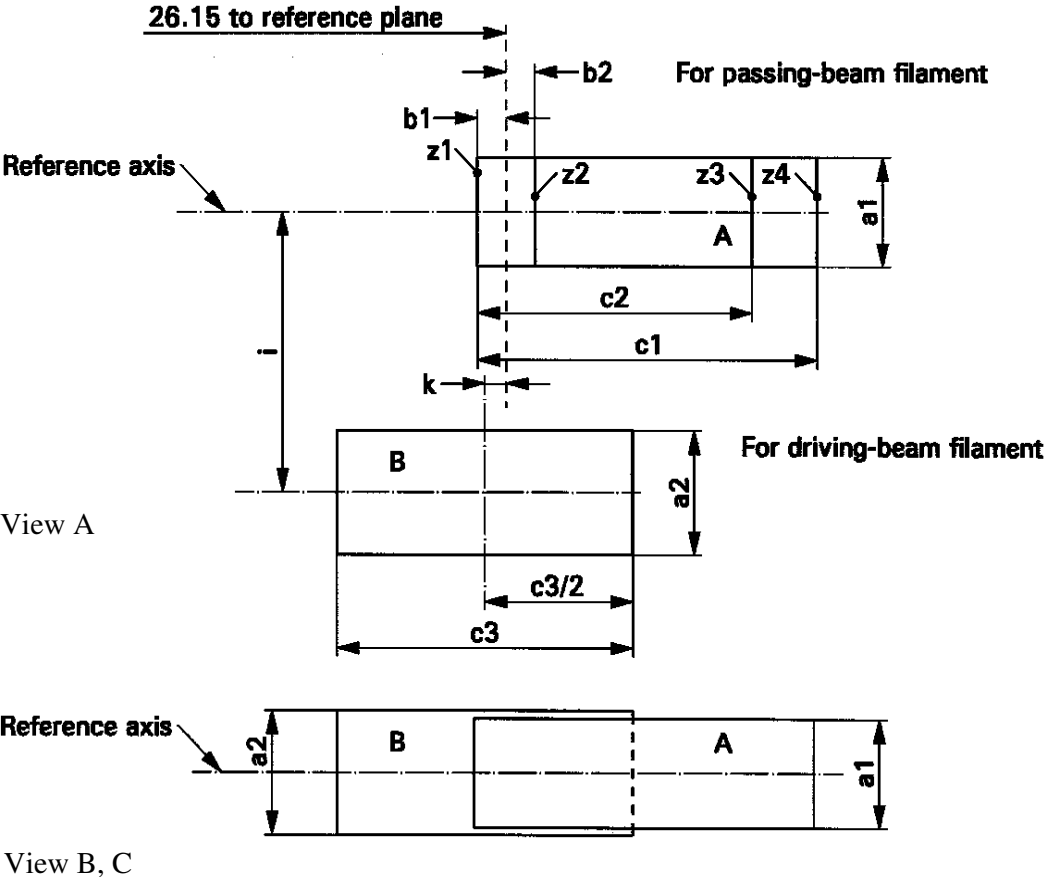 26.15 to reference plane
b2
For passing-beam filament
b1
z1
Reference axis
z2
z3
z4
a1
A
c2
c1
i
k
B
For driving-beam filament
a2
View A
c3/2
c3
Reference axis
a2
B
A
a1
View B, C